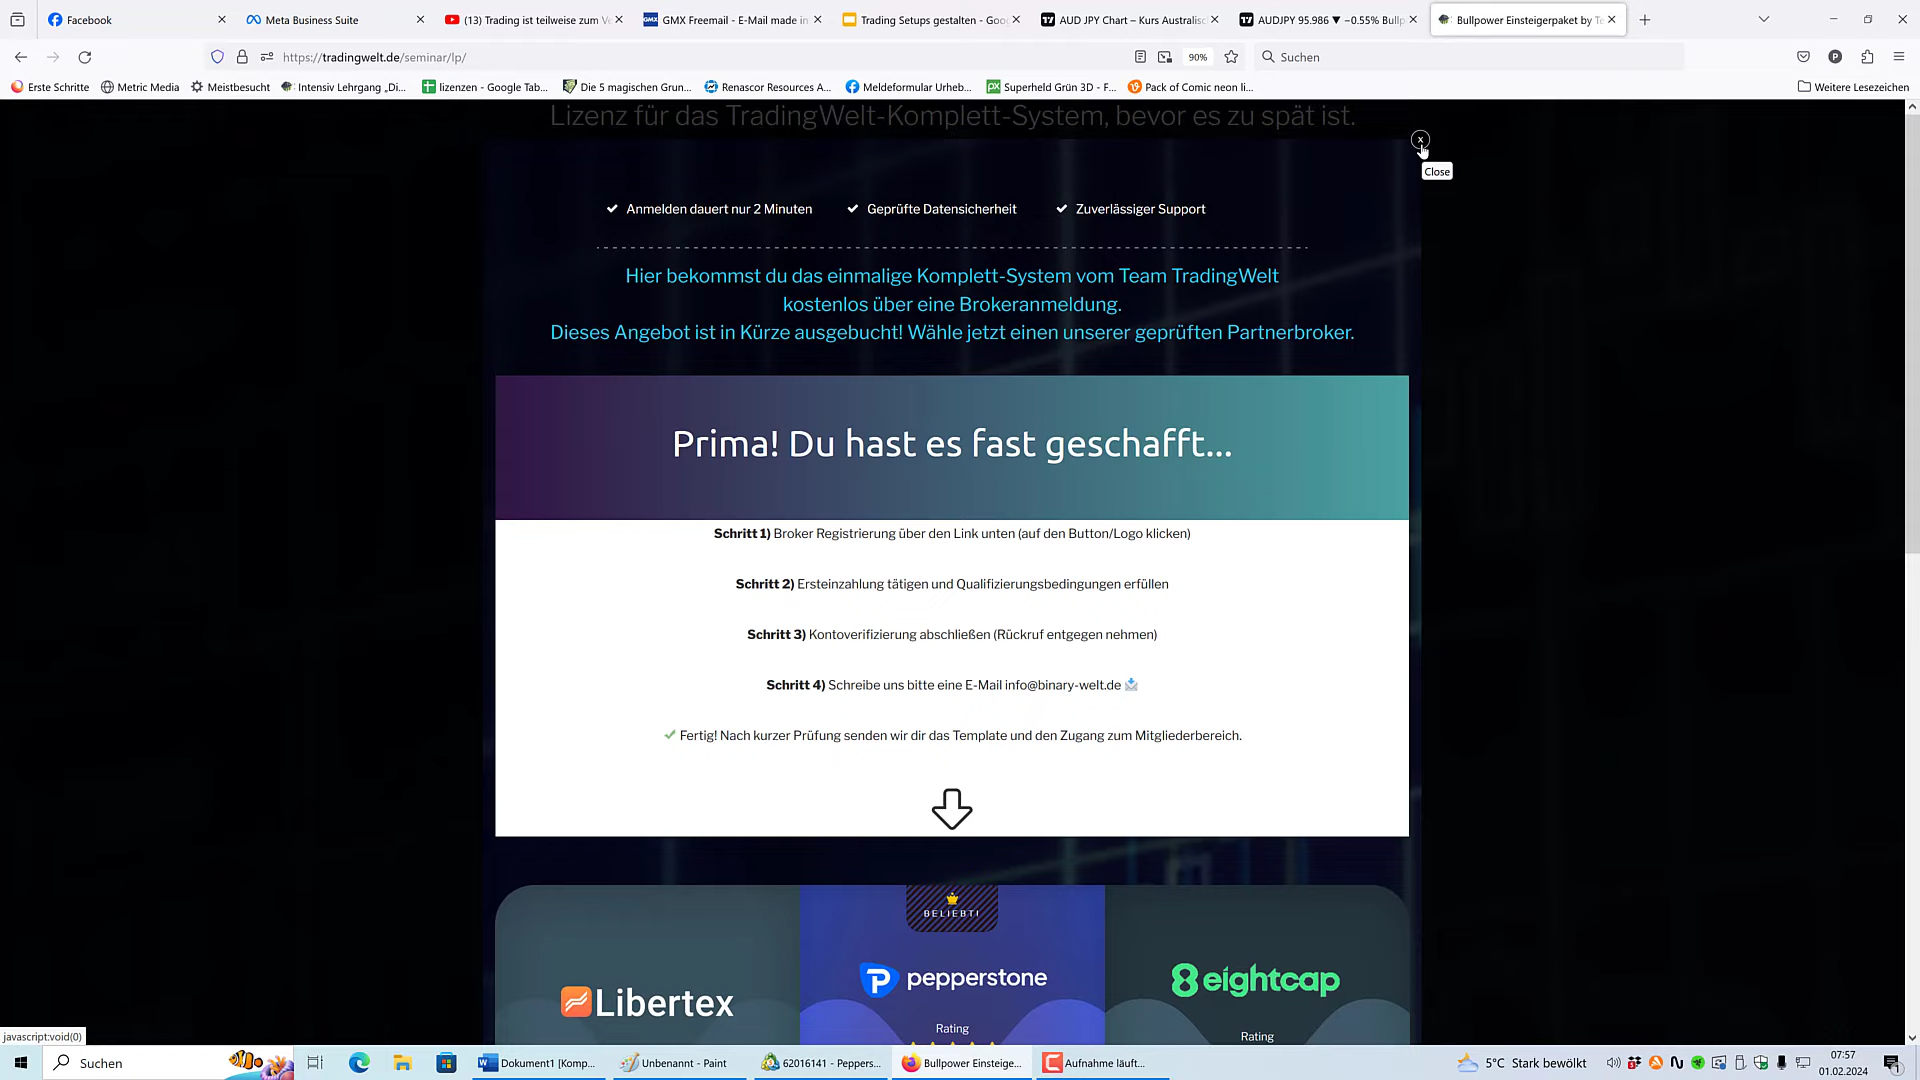 Facebook
Meta Business Suite
(13) Trading ist teilweise zum V
GMX Freemail - E-Mail made in
Trading Setups gestalten - Goo
AUD JPY Chart – Kurs Australis
AUDJPY 95.986 ▼ −0.55% Bullp
Bullpower Einsteigerpaket by Te
https://tradingwelt.de/seminar/lp/
90%
Suchen
Erste Schritte
Metric Media
Meistbesucht
Intensiv Lehrgang „Di...
lizenzen - Google Tab...
Die 5 magischen Grun...
Renascor Resources A...
Meldeformular Urheb...
Superheld Grün 3D - F...
Pack of Comic neon li...
Weitere Lesezeichen
Lizenz für das TradingWelt-Komplett-System, bevor es zu spät ist.
x
Close
Anmelden dauert nur 2 Minuten
Geprüfte Datensicherheit
Zuverlässiger Support
Hier bekommst du das einmalige Komplett-System vom Team TradingWelt
kostenlos über eine Brokeranmeldung.
Dieses Angebot ist in Kürze ausgebucht! Wähle jetzt einen unserer geprüften Partnerbroker.
Prima! Du hast es fast geschafft...
Schritt 1) Broker Registrierung über den Link unten (auf den Button/Logo klicken)
Schritt 2) Ersteinzahlung tätigen und Qualifizierungsbedingungen erfüllen
Schritt 3) Kontoverifizierung abschließen (Rückruf entgegen nehmen)
Schritt 4) Schreibe uns bitte eine E-Mail info@binary-welt.de
Fertig! Nach kurzer Prüfung senden wir dir das Template und den Zugang zum Mitgliederbereich.
BELIEBT!
Libertex
pepperstone
eightcap
Rating
Rating
javascript:void(0)
Suchen
Dokument1 [Komp...
Unbenannt - Paint
62016141 - Peppers...
Bullpower Einsteige...
Aufnahme läuft...
5°C Stark bewölkt
07:57
01.02.2024